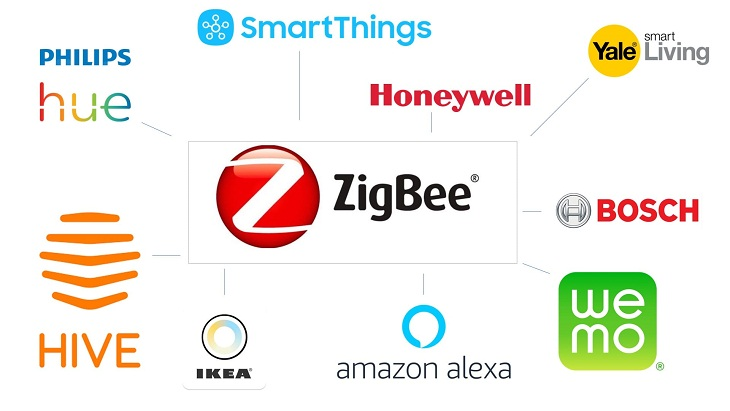 SmartThings
smart
Yale® Living
PHILIPS
hue
Honeywell
ZigBee®
BOSCH
we
mo®
HIVE
IKEA®
amazon alexa